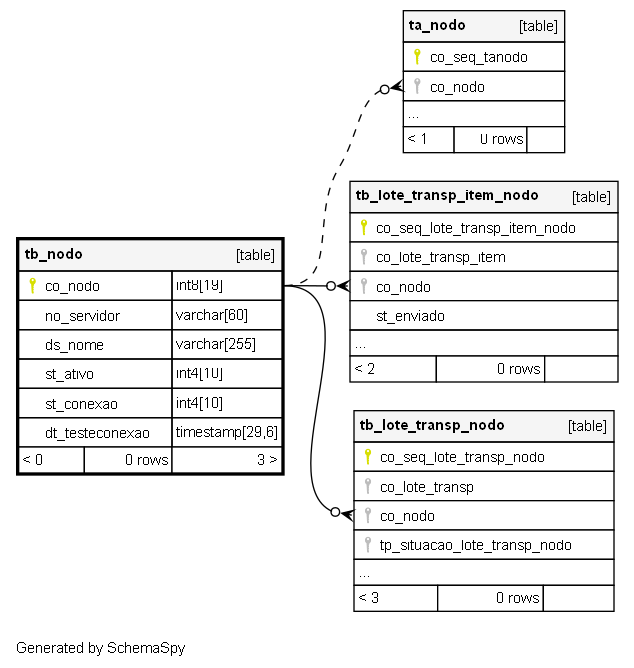 ta_nodo [table]
co_seq_tanodo
co_nodo
...
< 1 0 rows
tb_lote_transp_item_nodo [table]
co_seq_lote_transp_item_nodo
co_lote_transp_item
co_nodo
st_enviado
...
< 2 0 rows
tb_nodo [table]
co_nodo int8[19]
no_servidor varchar[60]
ds_nome varchar[255]
st_ativo int4[10]
st_conexao int4[10]
dt_testeconexao timestamp[29,6]
< 0 0 rows 3 >
tb_lote_transp_nodo [table]
co_seq_lote_transp_nodo
co_lote_transp
co_nodo
tp_situacao_lote_transp_nodo
...
< 3 0 rows
Generated by SchemaSpy